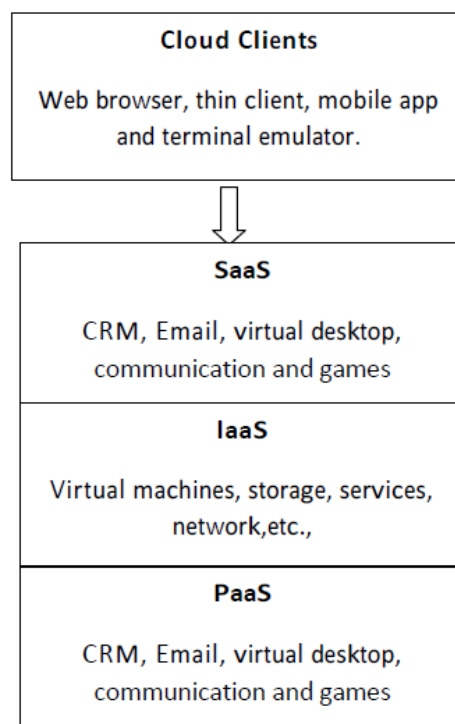 Cloud Clients
Web browser, thin client, mobile app
and terminal emulator.
SaaS
CRM, Email, virtual desktop,
communication and games
IaaS
Virtual machines, storage, services,
network,etc.,
PaaS
CRM, Email, virtual desktop,
communication and games